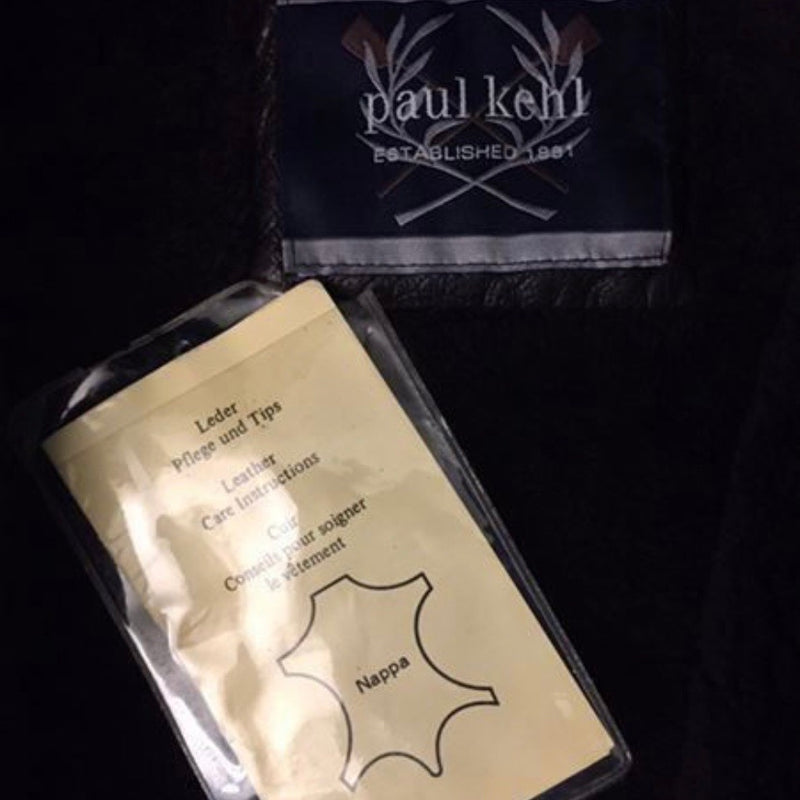 paul kehl
ESTABLISHED 1881
Leder
Pflege und Tips
Leather
Care Instructions
Cuir
Conseils pour soigner
le vêtement
Nappa